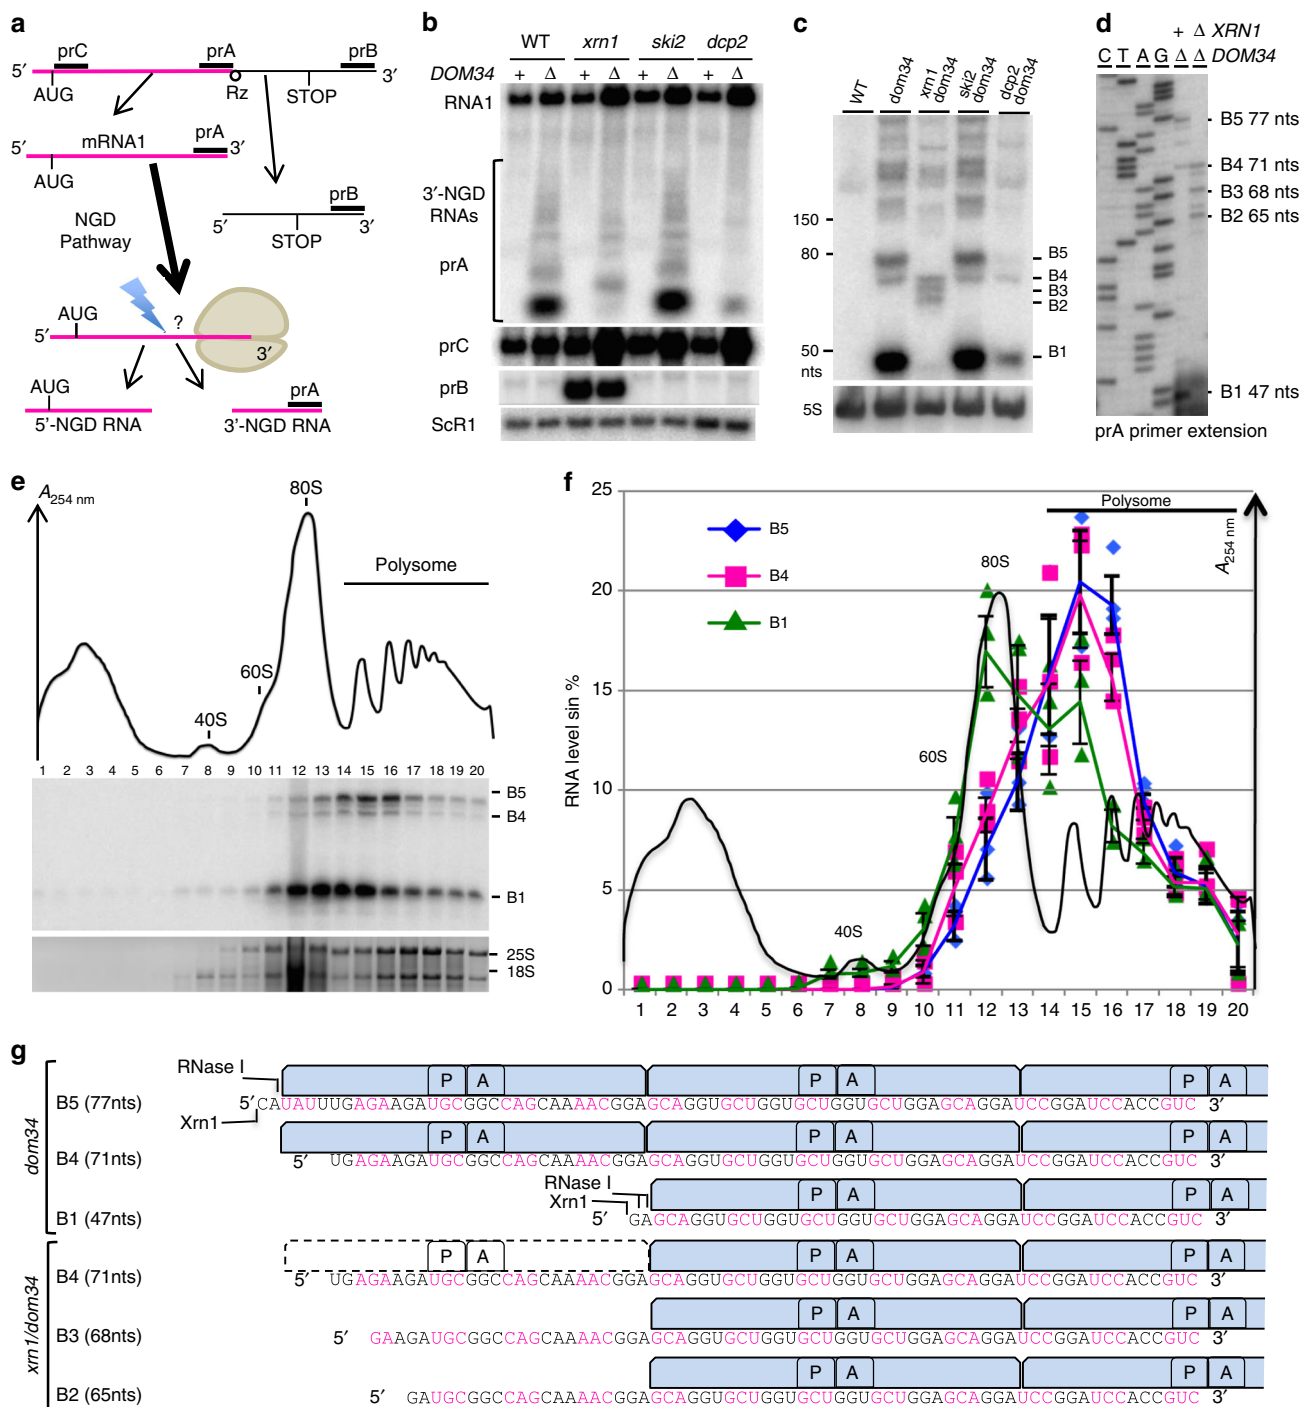 a
prC
prA
prB
5′
3′
AUG
Rz
STOP
mRNA1
prA
3′
AUG
prB
5′
3′
STOP
NGD
Pathway
AUG
?
5′
3′
AUG
prA
5′-NGD RNA
3′-NGD RNA
b
WT xrn1 ski2 dcp2
DOM34 + Δ + Δ + Δ + Δ
RNA1
3′-NGD
RNAs
prA
prC
prB
ScR1
c
WT
dom34
xrn1 dom34
ski2 dom34
dcp2 dom34
150
80
50
nts
B5
B4
B3
B2
B1
5S
d
+ Δ XRN1
C T A G Δ Δ DOM34
B5 77 nts
B4 71 nts
B3 68 nts
B2 65 nts
B1 47 nts
prA primer extension
e
A254 nm
80S
Polysome
60S
40S
1 2 3 4 5 6 7 8 9 10 11 12 13 14 15 16 17 18 19 20
B5
B4
B1
25S
18S
f
25
20
15
10
5
0
RNA level sin %
B5
B4
B1
Polysome
A254 nm
80S
60S
40S
1 2 3 4 5 6 7 8 9 10 11 12 13 14 15 16 17 18 19 20
g
dom34
RNase I
P A P A P A
B5 (77nts) 5′ CAUAUUUGAGAAGAUGCGGCCAGCAAAACGGAGCAGGUGCUGGUGCUGGUGCUGGAGCAGGAUCCGGAUCCACCGUC 3′
Xrn1
P A P A P A
B4 (71nts) 5′ UGAGAAGAUGCGGCCAGCAAAACGGAGCAGGUGCUGGUGCUGGUGCUGGAGCAGGAUCCGGAUCCACCGUC 3′
RNase I
Xrn1
P A P A
B1 (47nts) 5′ GAGCAGGUGCUGGUGCUGGUGCUGGAGCAGGAUCCGGAUCCACCGUC 3′
xrn1/dom34
P A P A P A
B4 (71nts) 5′ UGAGAAGAUGCGGCCAGCAAAACGGAGCAGGUGCUGGUGCUGGUGCUGGAGCAGGAUCCGGAUCCACCGUC 3′
P A P A
B3 (68nts) 5′ GAAGAUGCGGCCAGCAAAACGGAGCAGGUGCUGGUGCUGGUGCUGGAGCAGGAUCCGGAUCCACCGUC 3′
P A P A
B2 (65nts) 5′ GAUGCGGCCAGCAAAACGGAGCAGGUGCUGGUGCUGGUGCUGGAGCAGGAUCCGGAUCCACCGUC 3′